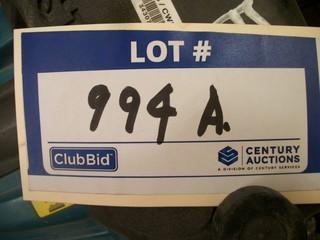 LOT #
994 A.
ClubBid
CENTURY
AUCTIONS
A DIVISION OF CENTURY SERVICES